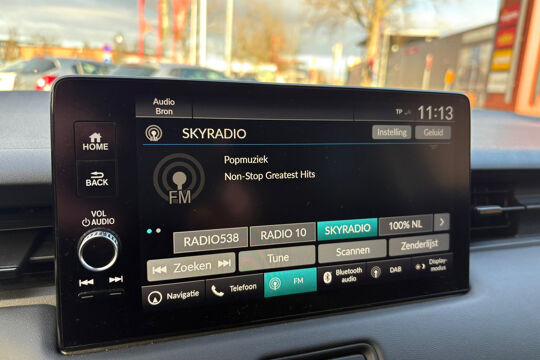 Audio
Bron
TP
11:13
SKYRADIO
Instelling
Geluid
HOME
BACK
VOL
AUDIO
Popmuziek
Non-Stop Greatest Hits
FM
RADIO538
RADIO 10
SKYRADIO
100% NL
Zoeken
Tune
Scannen
Zenderlijst
Navigatie
Telefoon
FM
Bluetooth
audio
DAB
Display-
modus